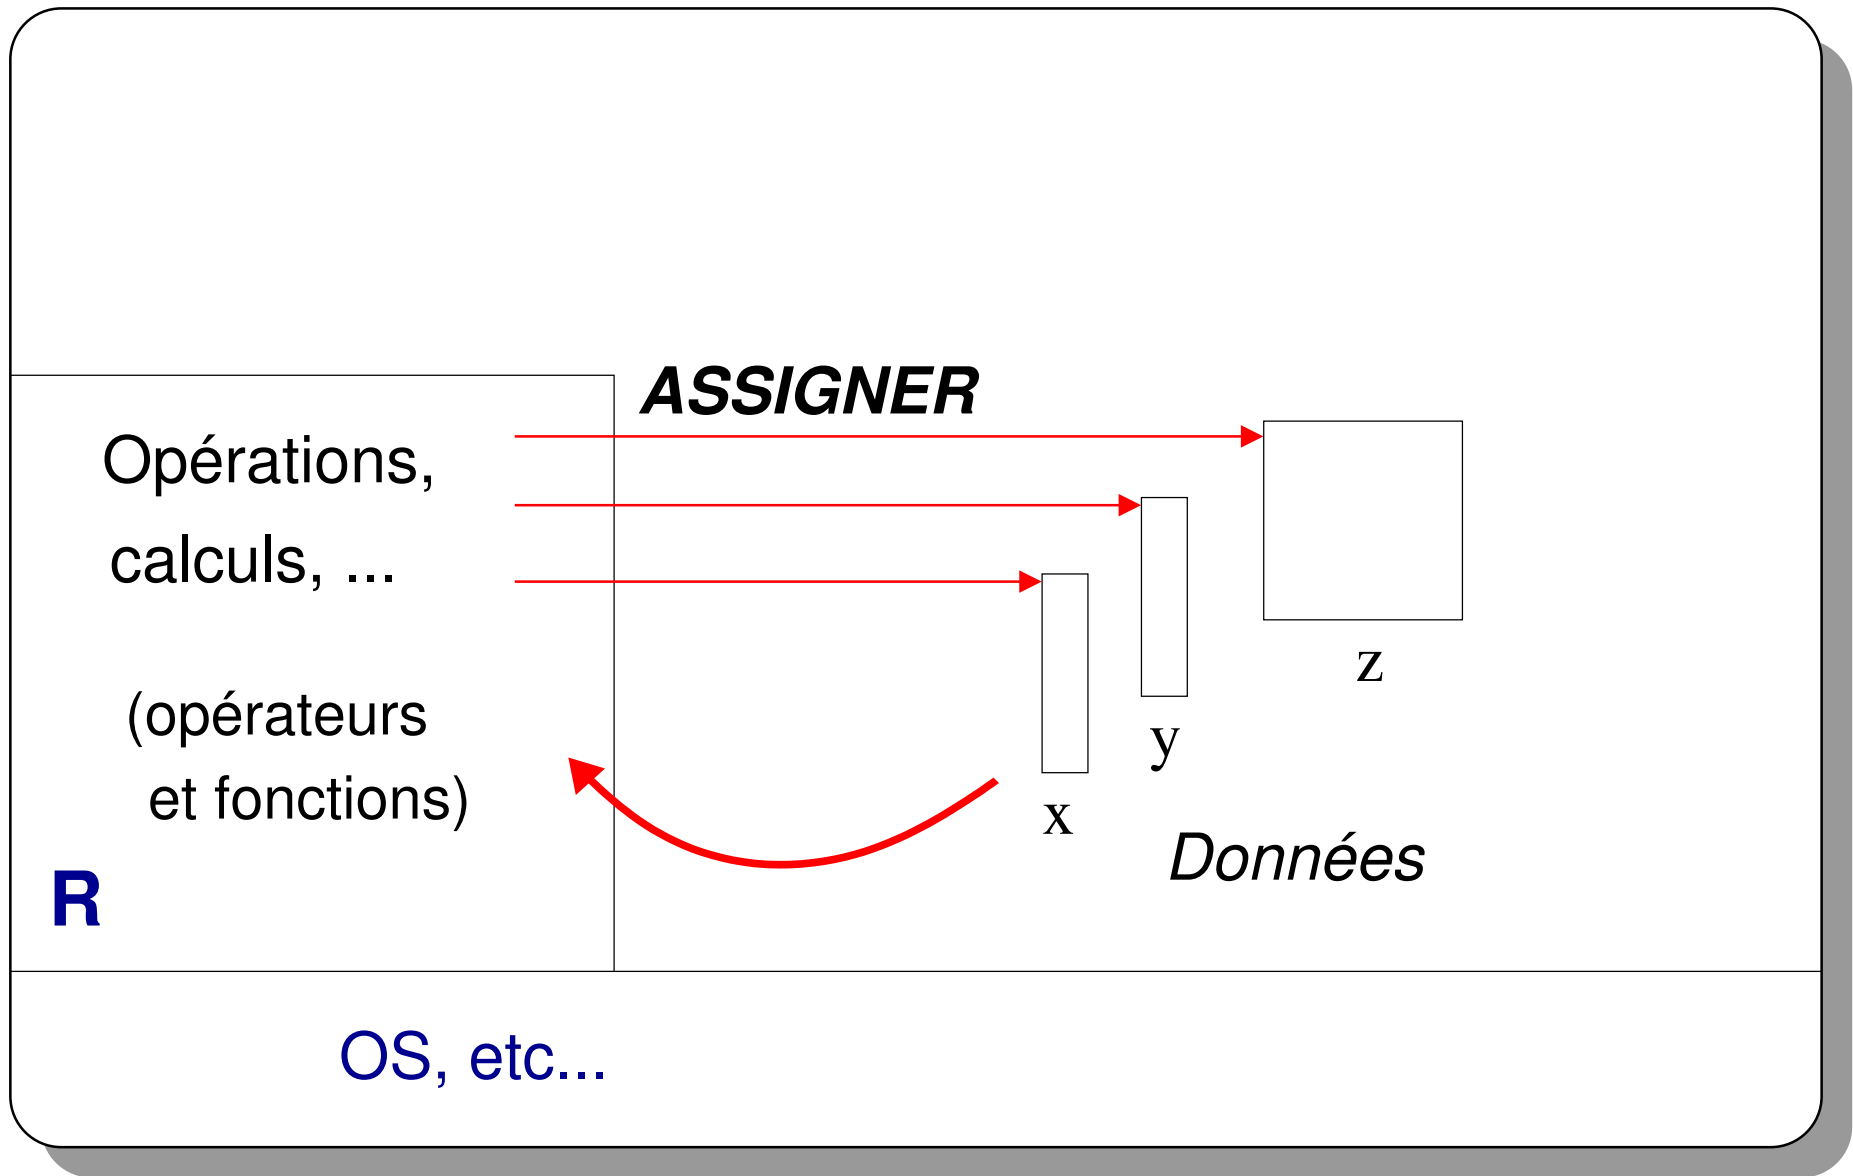 ASSIGNER
Opérations,
calculs, ...
(opérateurs
et fonctions)
R
z
y
x
Données
OS, etc...